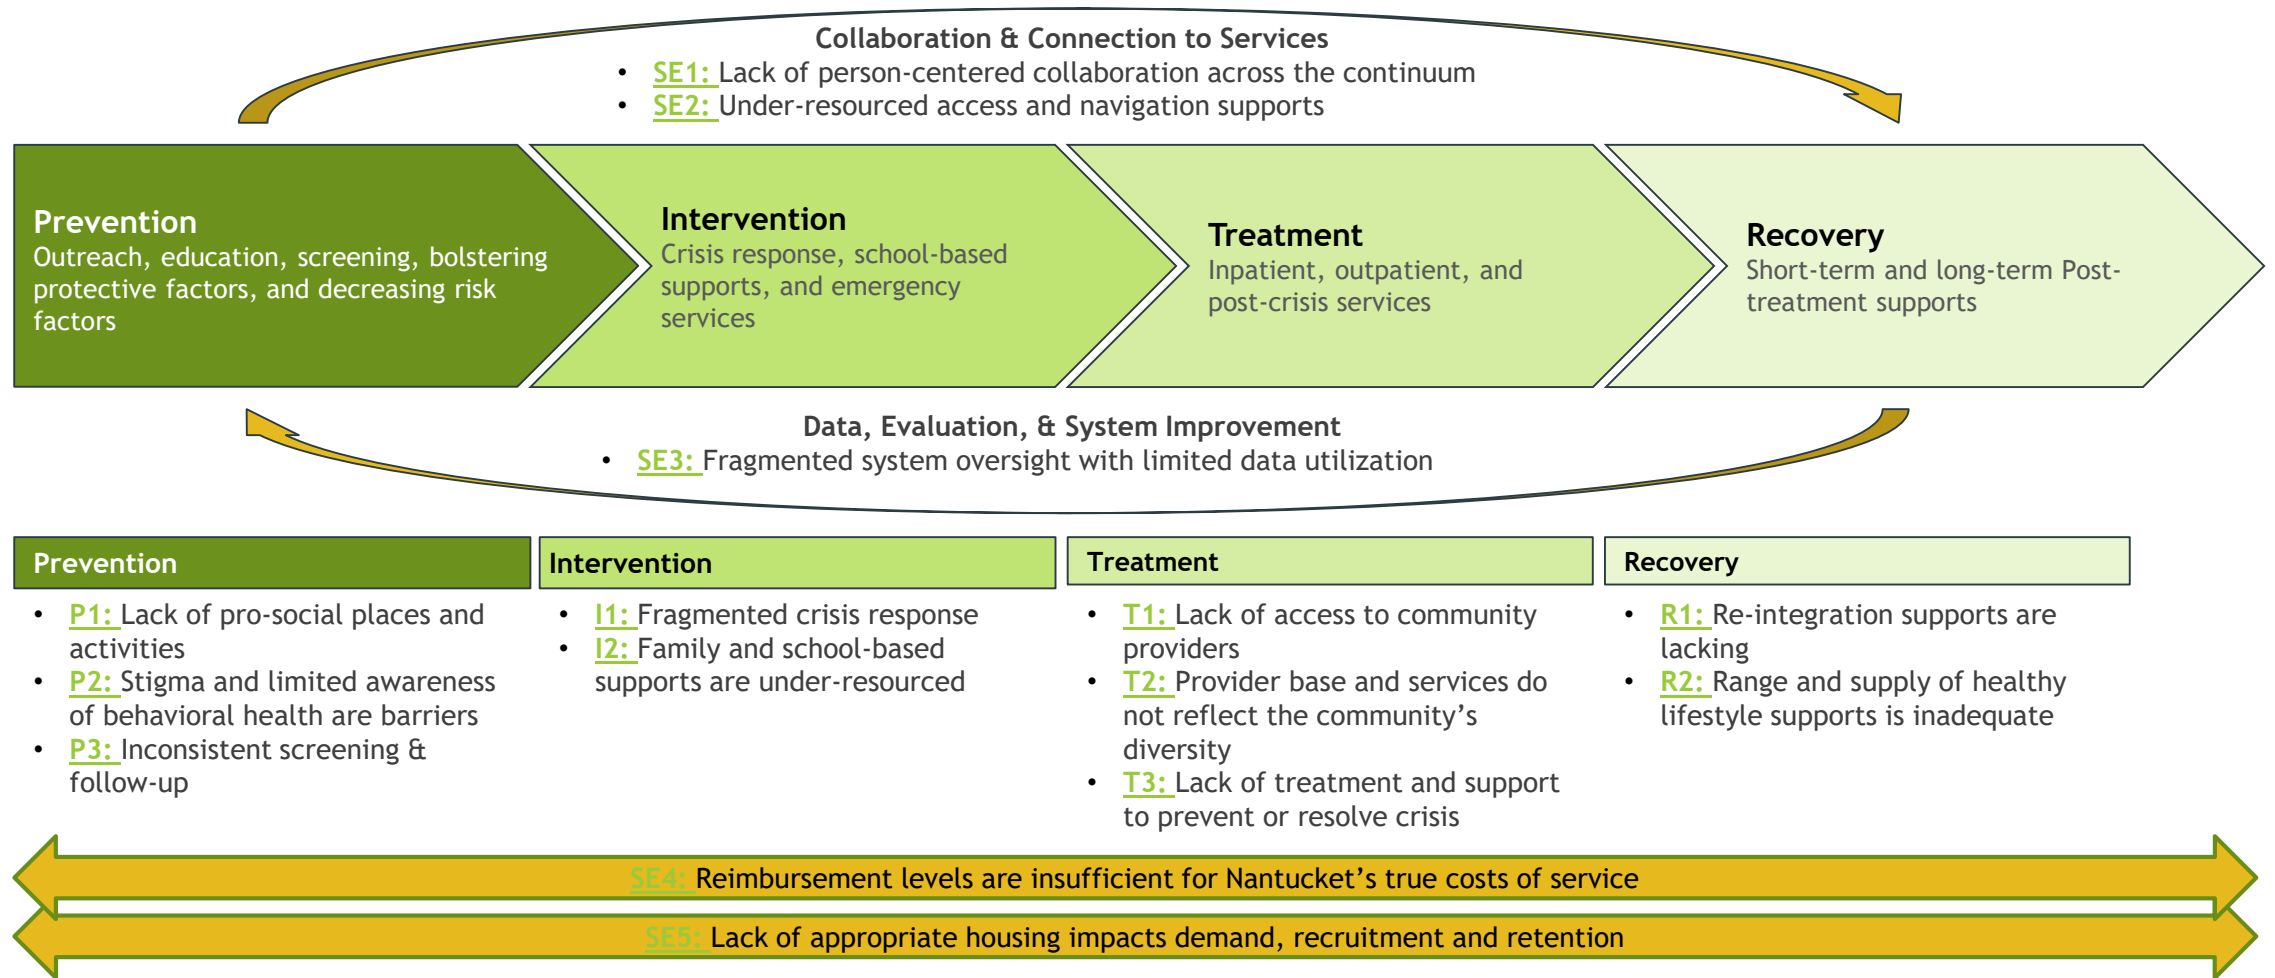 Collaboration & Connection to Services
• SE1: Lack of person-centered collaboration across the continuum
• SE2: Under-resourced access and navigation supports
Prevention
Outreach, education, screening, bolstering
protective factors, and decreasing risk
factors
Intervention
Crisis response, school-based
supports, and emergency
services
Treatment
Inpatient, outpatient, and
post-crisis services
Recovery
Short-term and long-term Post-
treatment supports
Data, Evaluation, & System Improvement
• SE3: Fragmented system oversight with limited data utilization
Prevention
• P1: Lack of pro-social places and
activities
• P2: Stigma and limited awareness
of behavioral health are barriers
• P3: Inconsistent screening &
follow-up
Intervention
• I1: Fragmented crisis response
• I2: Family and school-based
supports are under-resourced
Treatment
• T1: Lack of access to community
providers
• T2: Provider base and services do
not reflect the community’s
diversity
• T3: Lack of treatment and support
to prevent or resolve crisis
Recovery
• R1: Re-integration supports are
lacking
• R2: Range and supply of healthy
lifestyle supports is inadequate
SE4: Reimbursement levels are insufficient for Nantucket’s true costs of service
SE5: Lack of appropriate housing impacts demand, recruitment and retention